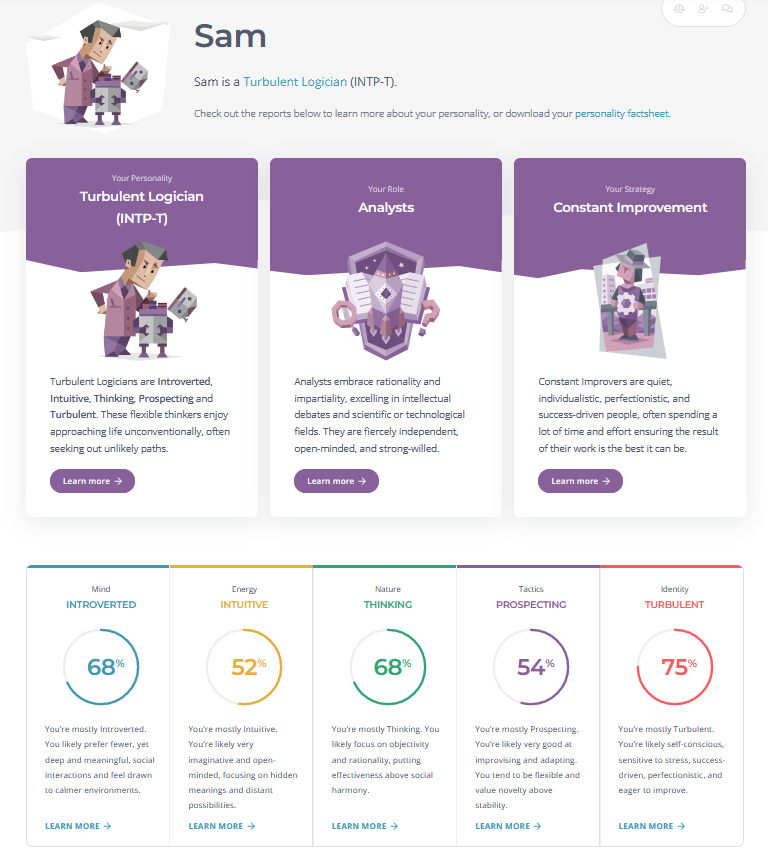 Sam
Sam is a Turbulent Logician (INTP-T).
Check out the reports below to learn more about your personality, or download your personality factsheet.
Your Personality
Turbulent Logician
(INTP-T)
Turbulent Logicians are Introverted,
Intuitive, Thinking, Prospecting and
Turbulent. These flexible thinkers enjoy
approaching life unconventionally, often
seeking out unlikely paths.
Learn more →
Your Role
Analysts
Analysts embrace rationality and
impartiality, excelling in intellectual
debates and scientific or technological
fields. They are fiercely independent,
open-minded, and strong-willed.
Learn more →
Your Strategy
Constant Improvement
Constant Improvers are quiet,
individualistic, perfectionistic, and
success-driven people, often spending a
lot of time and effort ensuring the result
of their work is the best it can be.
Learn more →
Mind
INTROVERTED
68%
You're mostly Introverted.
You likely prefer fewer, yet
deep and meaningful, social
interactions and feel drawn
to calmer environments.
LEARN MORE →
Energy
INTUITIVE
52%
You're mostly Intuitive.
You're likely very
imaginative and open-
minded, focusing on hidden
meanings and distant
possibilities.
LEARN MORE →
Nature
THINKING
68%
You're mostly Thinking. You
likely focus on objectivity
and rationality, putting
effectiveness above social
harmony.
LEARN MORE →
Tactics
PROSPECTING
54%
You're mostly Prospecting.
You're likely very good at
improvising and adapting.
You tend to be flexible and
value novelty above
stability.
LEARN MORE →
Identity
TURBULENT
75%
You're mostly Turbulent.
You're likely self-conscious,
sensitive to stress, success-
driven, perfectionistic, and
eager to improve.
LEARN MORE →